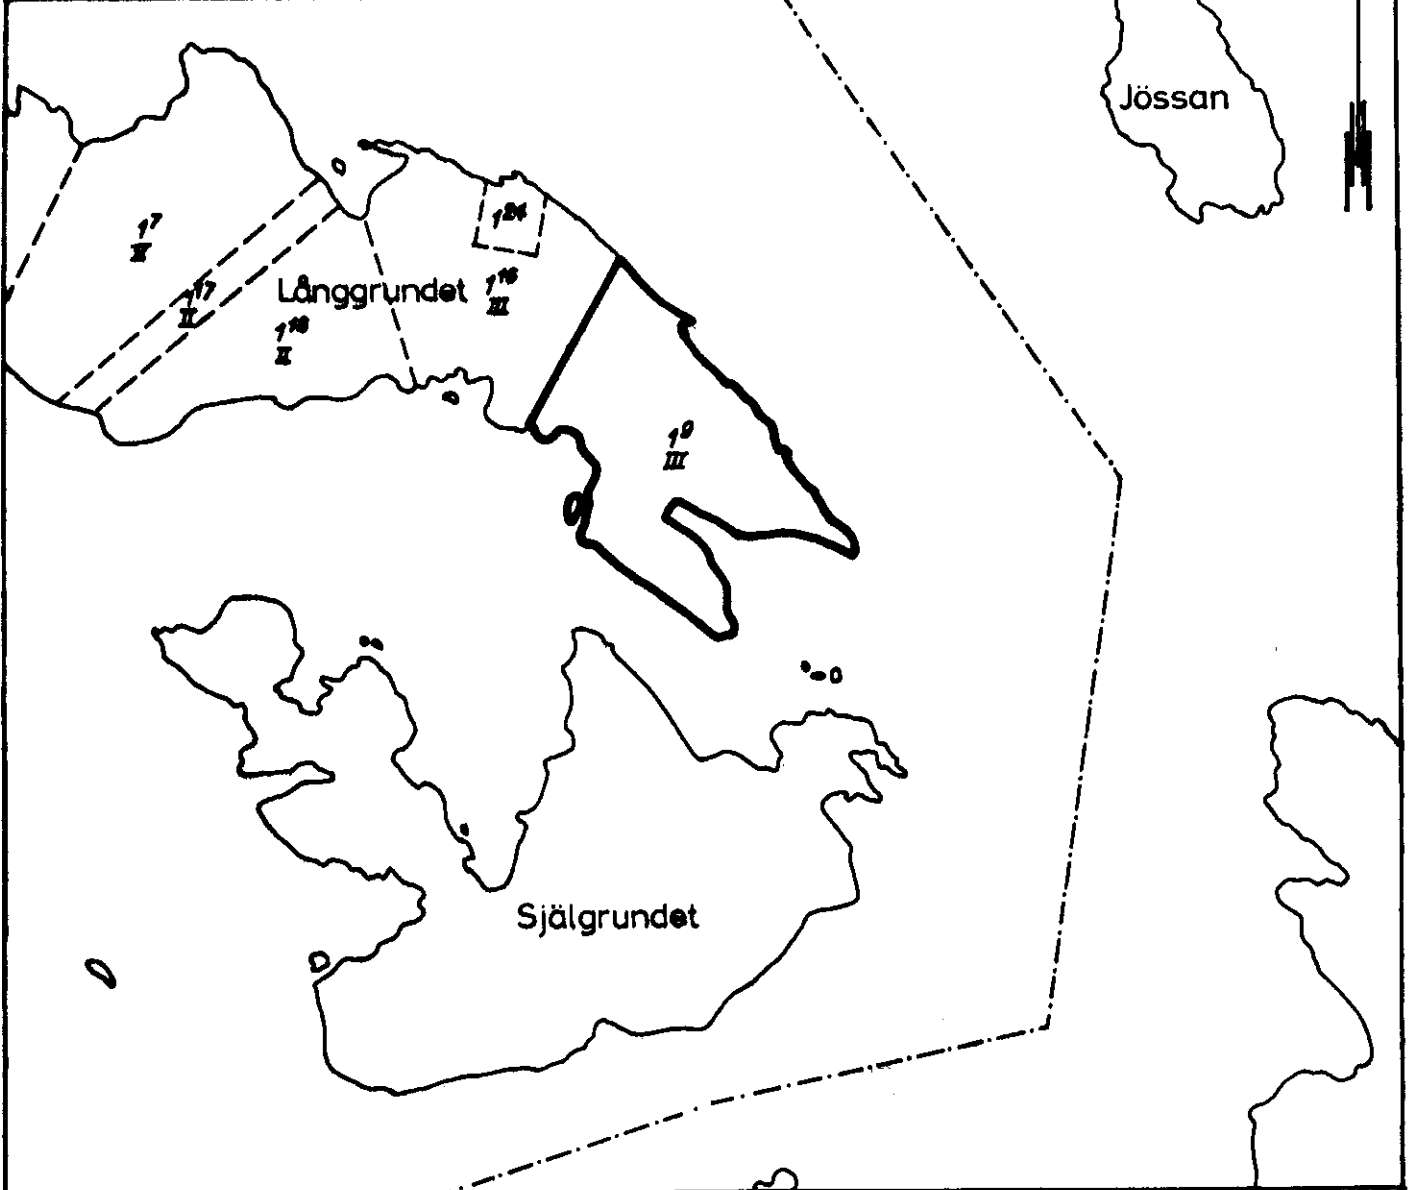 Jössan
1²⁴
1⁷
II
Långgrundet
1¹⁷
II
1¹⁶
III
1¹⁸
II
1⁹
III
Själgrundet